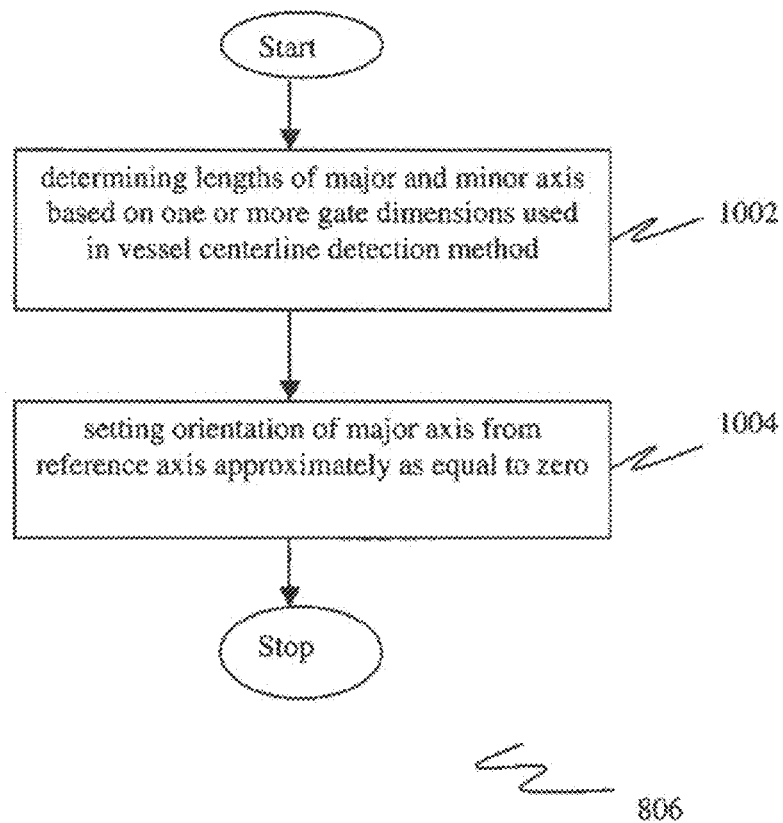 Start
determining lengths of major and minor axis
based on one or more gate dimensions used
in vessel centerline detection method
1002
setting orientation of major axis from
reference axis approximately as equal to zero
1004
Stop
806